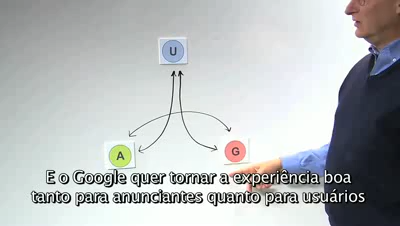 U
A
G
E o Google quer tornar a experiência boa
tanto para anunciantes quanto para usuários